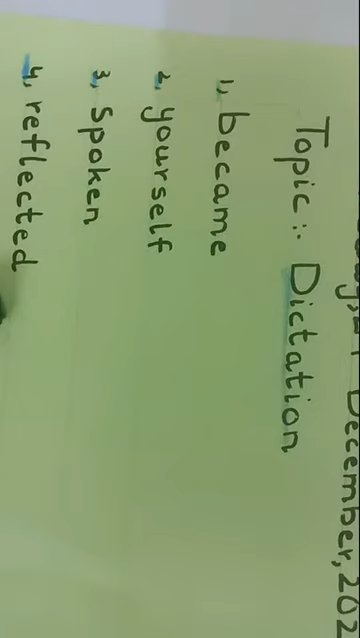 December, 202
Topic:- Dictation
1, became
2, yourself
3, spoken
4, reflected